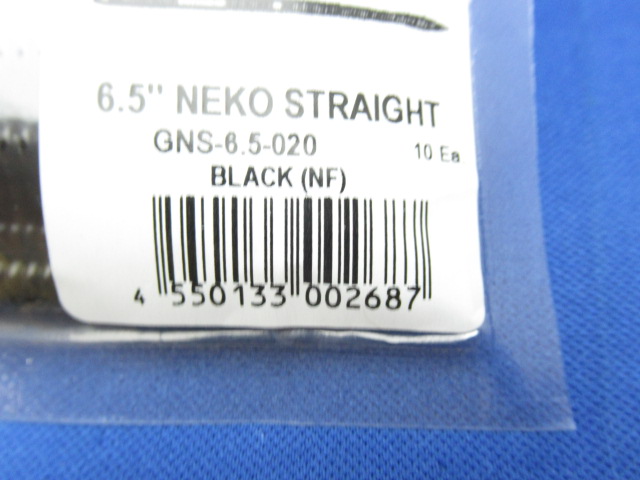 6.5" NEKO STRAIGHT
GNS-6.5-020 10 Ea
BLACK (NF)
4 550133 002687